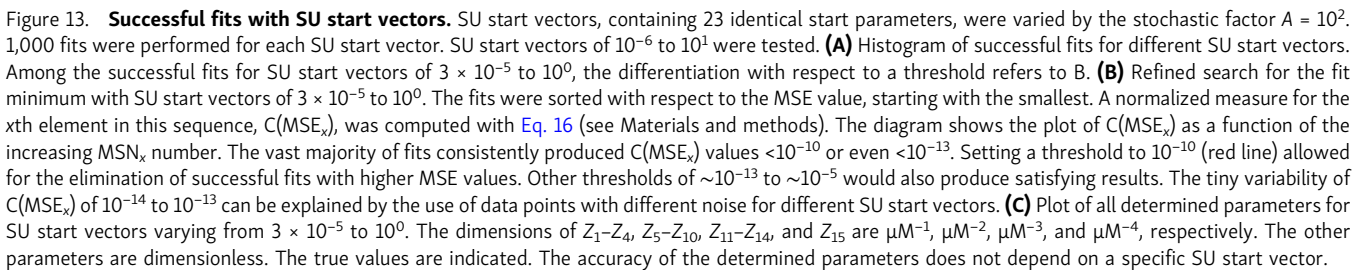 Figure 13. Successful fits with SU start vectors. SU start vectors, containing 23 identical start parameters, were varied by the stochastic factor A = 10².
1,000 fits were performed for each SU start vector. SU start vectors of 10⁻⁶ to 10¹ were tested. (A) Histogram of successful fits for different SU start vectors.
Among the successful fits for SU start vectors of 3 × 10⁻⁵ to 10⁰, the differentiation with respect to a threshold refers to B. (B) Refined search for the fit
minimum with SU start vectors of 3 × 10⁻⁵ to 10⁰. The fits were sorted with respect to the MSE value, starting with the smallest. A normalized measure for the
xth element in this sequence, C(MSEₓ), was computed with Eq. 16 (see Materials and methods). The diagram shows the plot of C(MSEₓ) as a function of the
increasing MSNₓ number. The vast majority of fits consistently produced C(MSEₓ) values <10⁻¹⁰ or even <10⁻¹³. Setting a threshold to 10⁻¹⁰ (red line) allowed
for the elimination of successful fits with higher MSE values. Other thresholds of ~10⁻¹³ to ~10⁻⁵ would also produce satisfying results. The tiny variability of
C(MSEₓ) of 10⁻¹⁴ to 10⁻¹³ can be explained by the use of data points with different noise for different SU start vectors. (C) Plot of all determined parameters for
SU start vectors varying from 3 × 10⁻⁵ to 10⁰. The dimensions of Z₁–Z₄, Z₅–Z₁₀, Z₁₁–Z₁₄, and Z₁₅ are µM⁻¹, µM⁻², µM⁻³, and µM⁻⁴, respectively. The other
parameters are dimensionless. The true values are indicated. The accuracy of the determined parameters does not depend on a specific SU start vector.